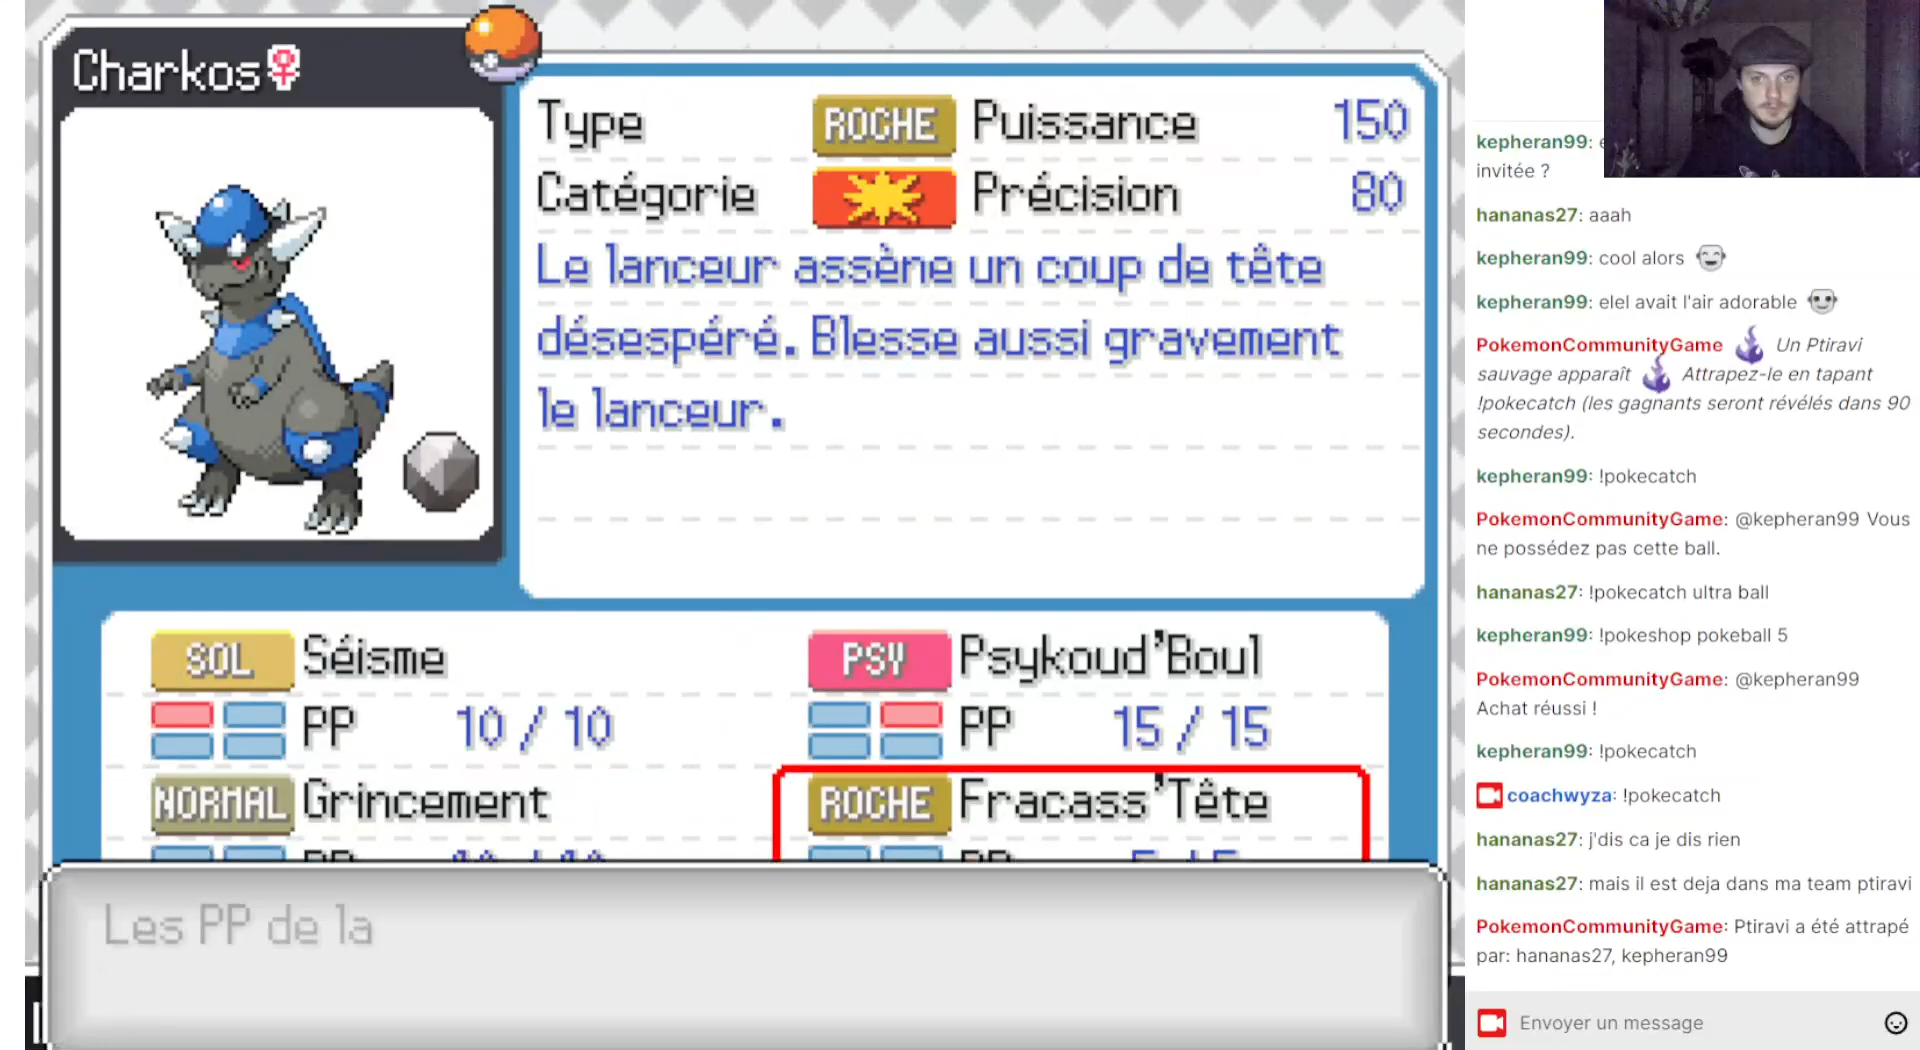 Charkos♀
Type ROCHE Puissance 150
Catégorie Précision 80
Le lanceur assène un coup de tête
désespéré. Blesse aussi gravement
le lanceur.
SOL Séisme
PP 10 / 10
PSY Psykoud'Boul
PP 15 / 15
NORMAL Grincement
ROCHE Fracass'Tête
Les PP de la
kepheran99:
invitée ?
hananas27: aaah
kepheran99: cool alors
kepheran99: elel avait l'air adorable
PokemonCommunityGame Un Ptiravi
sauvage apparaît Attrapez-le en tapant
!pokecatch (les gagnants seront révélés dans 90
secondes).
kepheran99: !pokecatch
PokemonCommunityGame: @kepheran99 Vous
ne possédez pas cette ball.
hananas27: !pokecatch ultra ball
kepheran99: !pokeshop pokeball 5
PokemonCommunityGame: @kepheran99
Achat réussi !
kepheran99: !pokecatch
coachwyza: !pokecatch
hananas27: j'dis ca je dis rien
hananas27: mais il est deja dans ma team ptiravi
PokemonCommunityGame: Ptiravi a été attrapé
par: hananas27, kepheran99
Envoyer un message